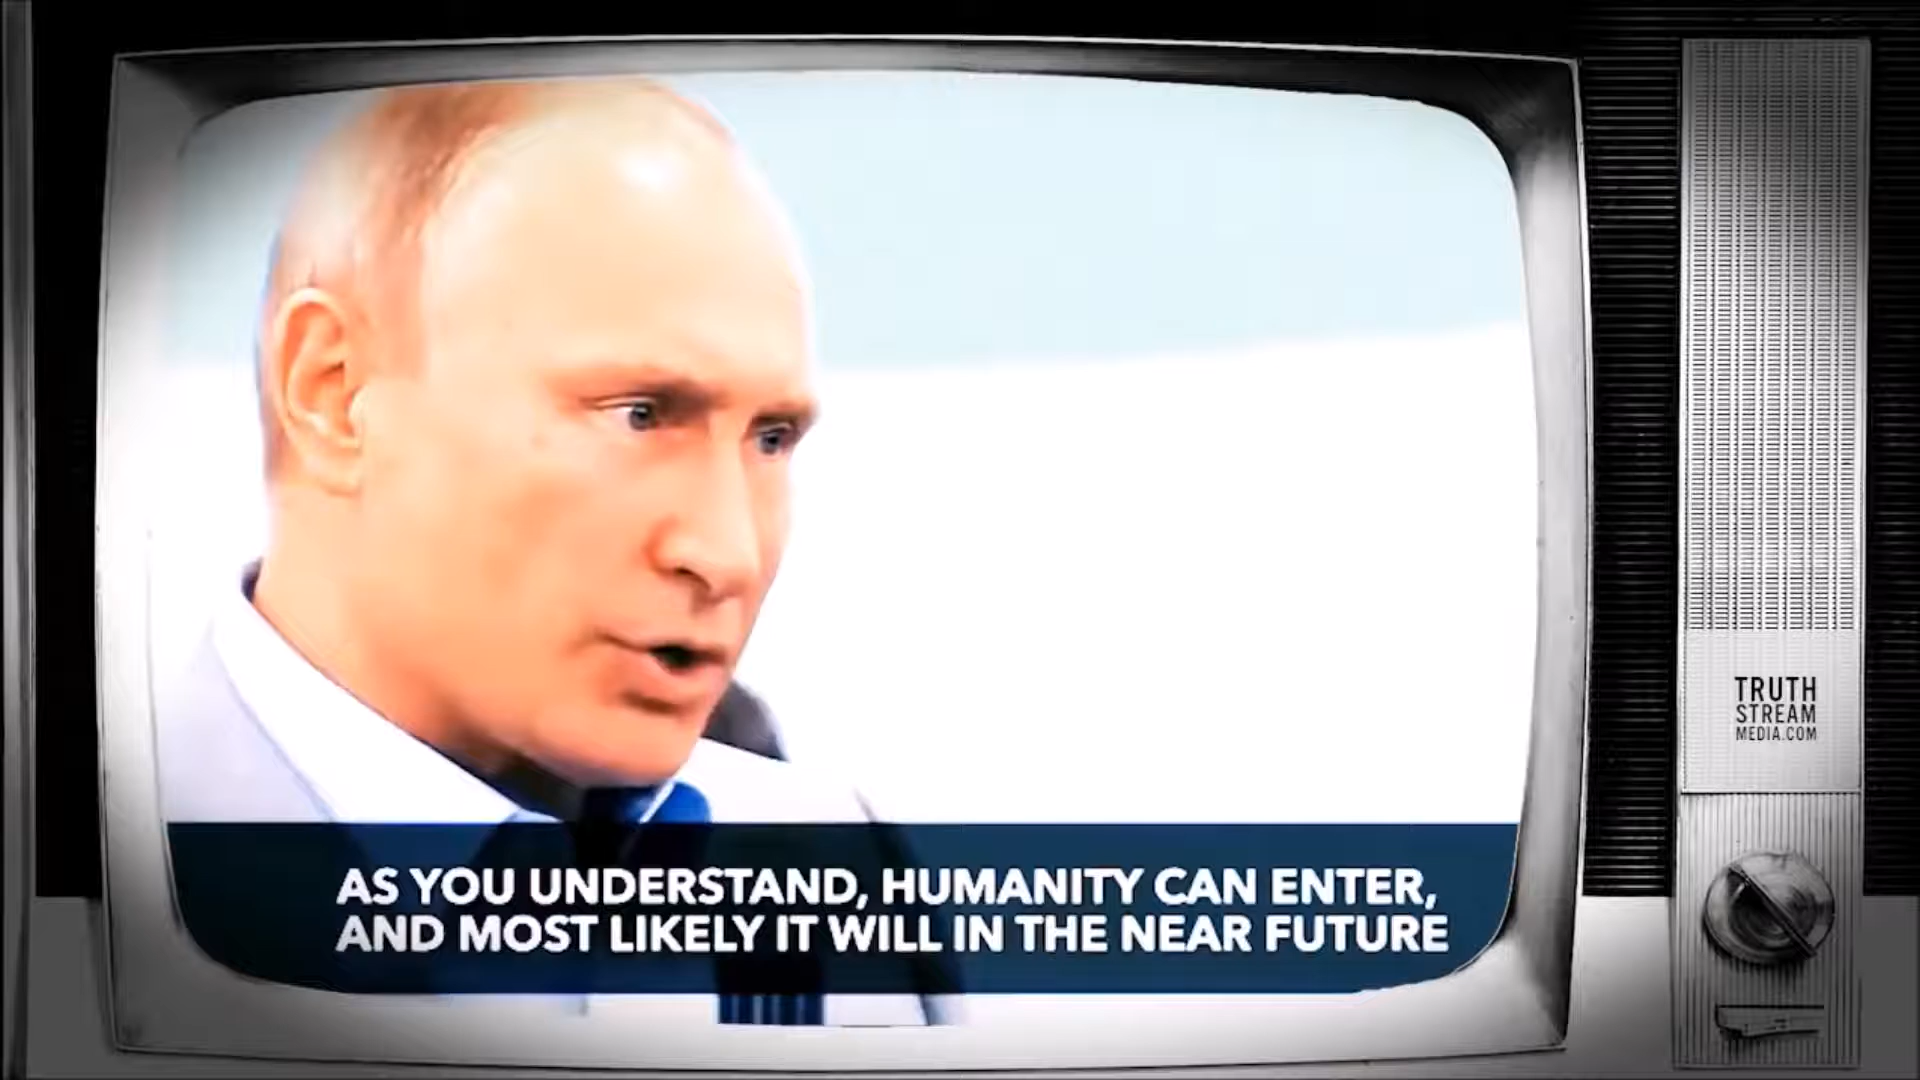 TRUTH
STREAM
MEDIA.COM
AS YOU UNDERSTAND, HUMANITY CAN ENTER,
AND MOST LIKELY IT WILL IN THE NEAR FUTURE